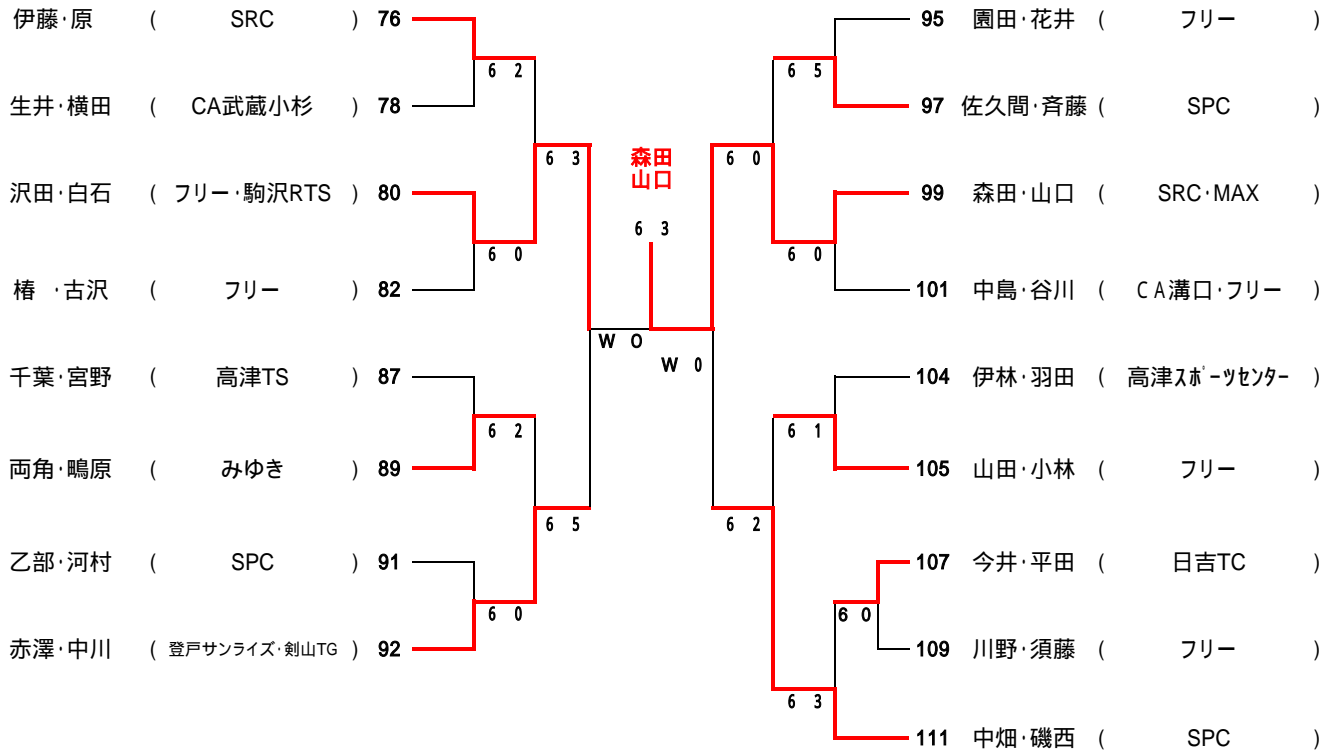 伊藤・原 ( SRC ) 76
6 2
生井・横田 ( CA武蔵小杉 ) 78
6 3
沢田・白石 ( フリー・駒沢RTS ) 80
6 0
椿 ・古沢 ( フリー ) 82
W O
千葉・宮野 ( 高津TS ) 87
6 2
両角・鴫原 ( みゆき ) 89
6 5
乙部・河村 ( SPC ) 91
6 0
赤澤・中川 ( 登戸サンライズ・剣山TG ) 92
森田
山口
6 3
95 園田・花井 ( フリー )
6 5
97 佐久間・斉藤 ( SPC )
6 0
99 森田・山口 ( SRC・MAX )
6 0
101 中島・谷川 ( CA溝口・フリー )
W 0
104 伊林・羽田 ( 高津スポーツセンター )
6 1
105 山田・小林 ( フリー )
6 2
107 今井・平田 ( 日吉TC )
6 0
109 川野・須藤 ( フリー )
6 3
111 中畑・磯西 ( SPC )